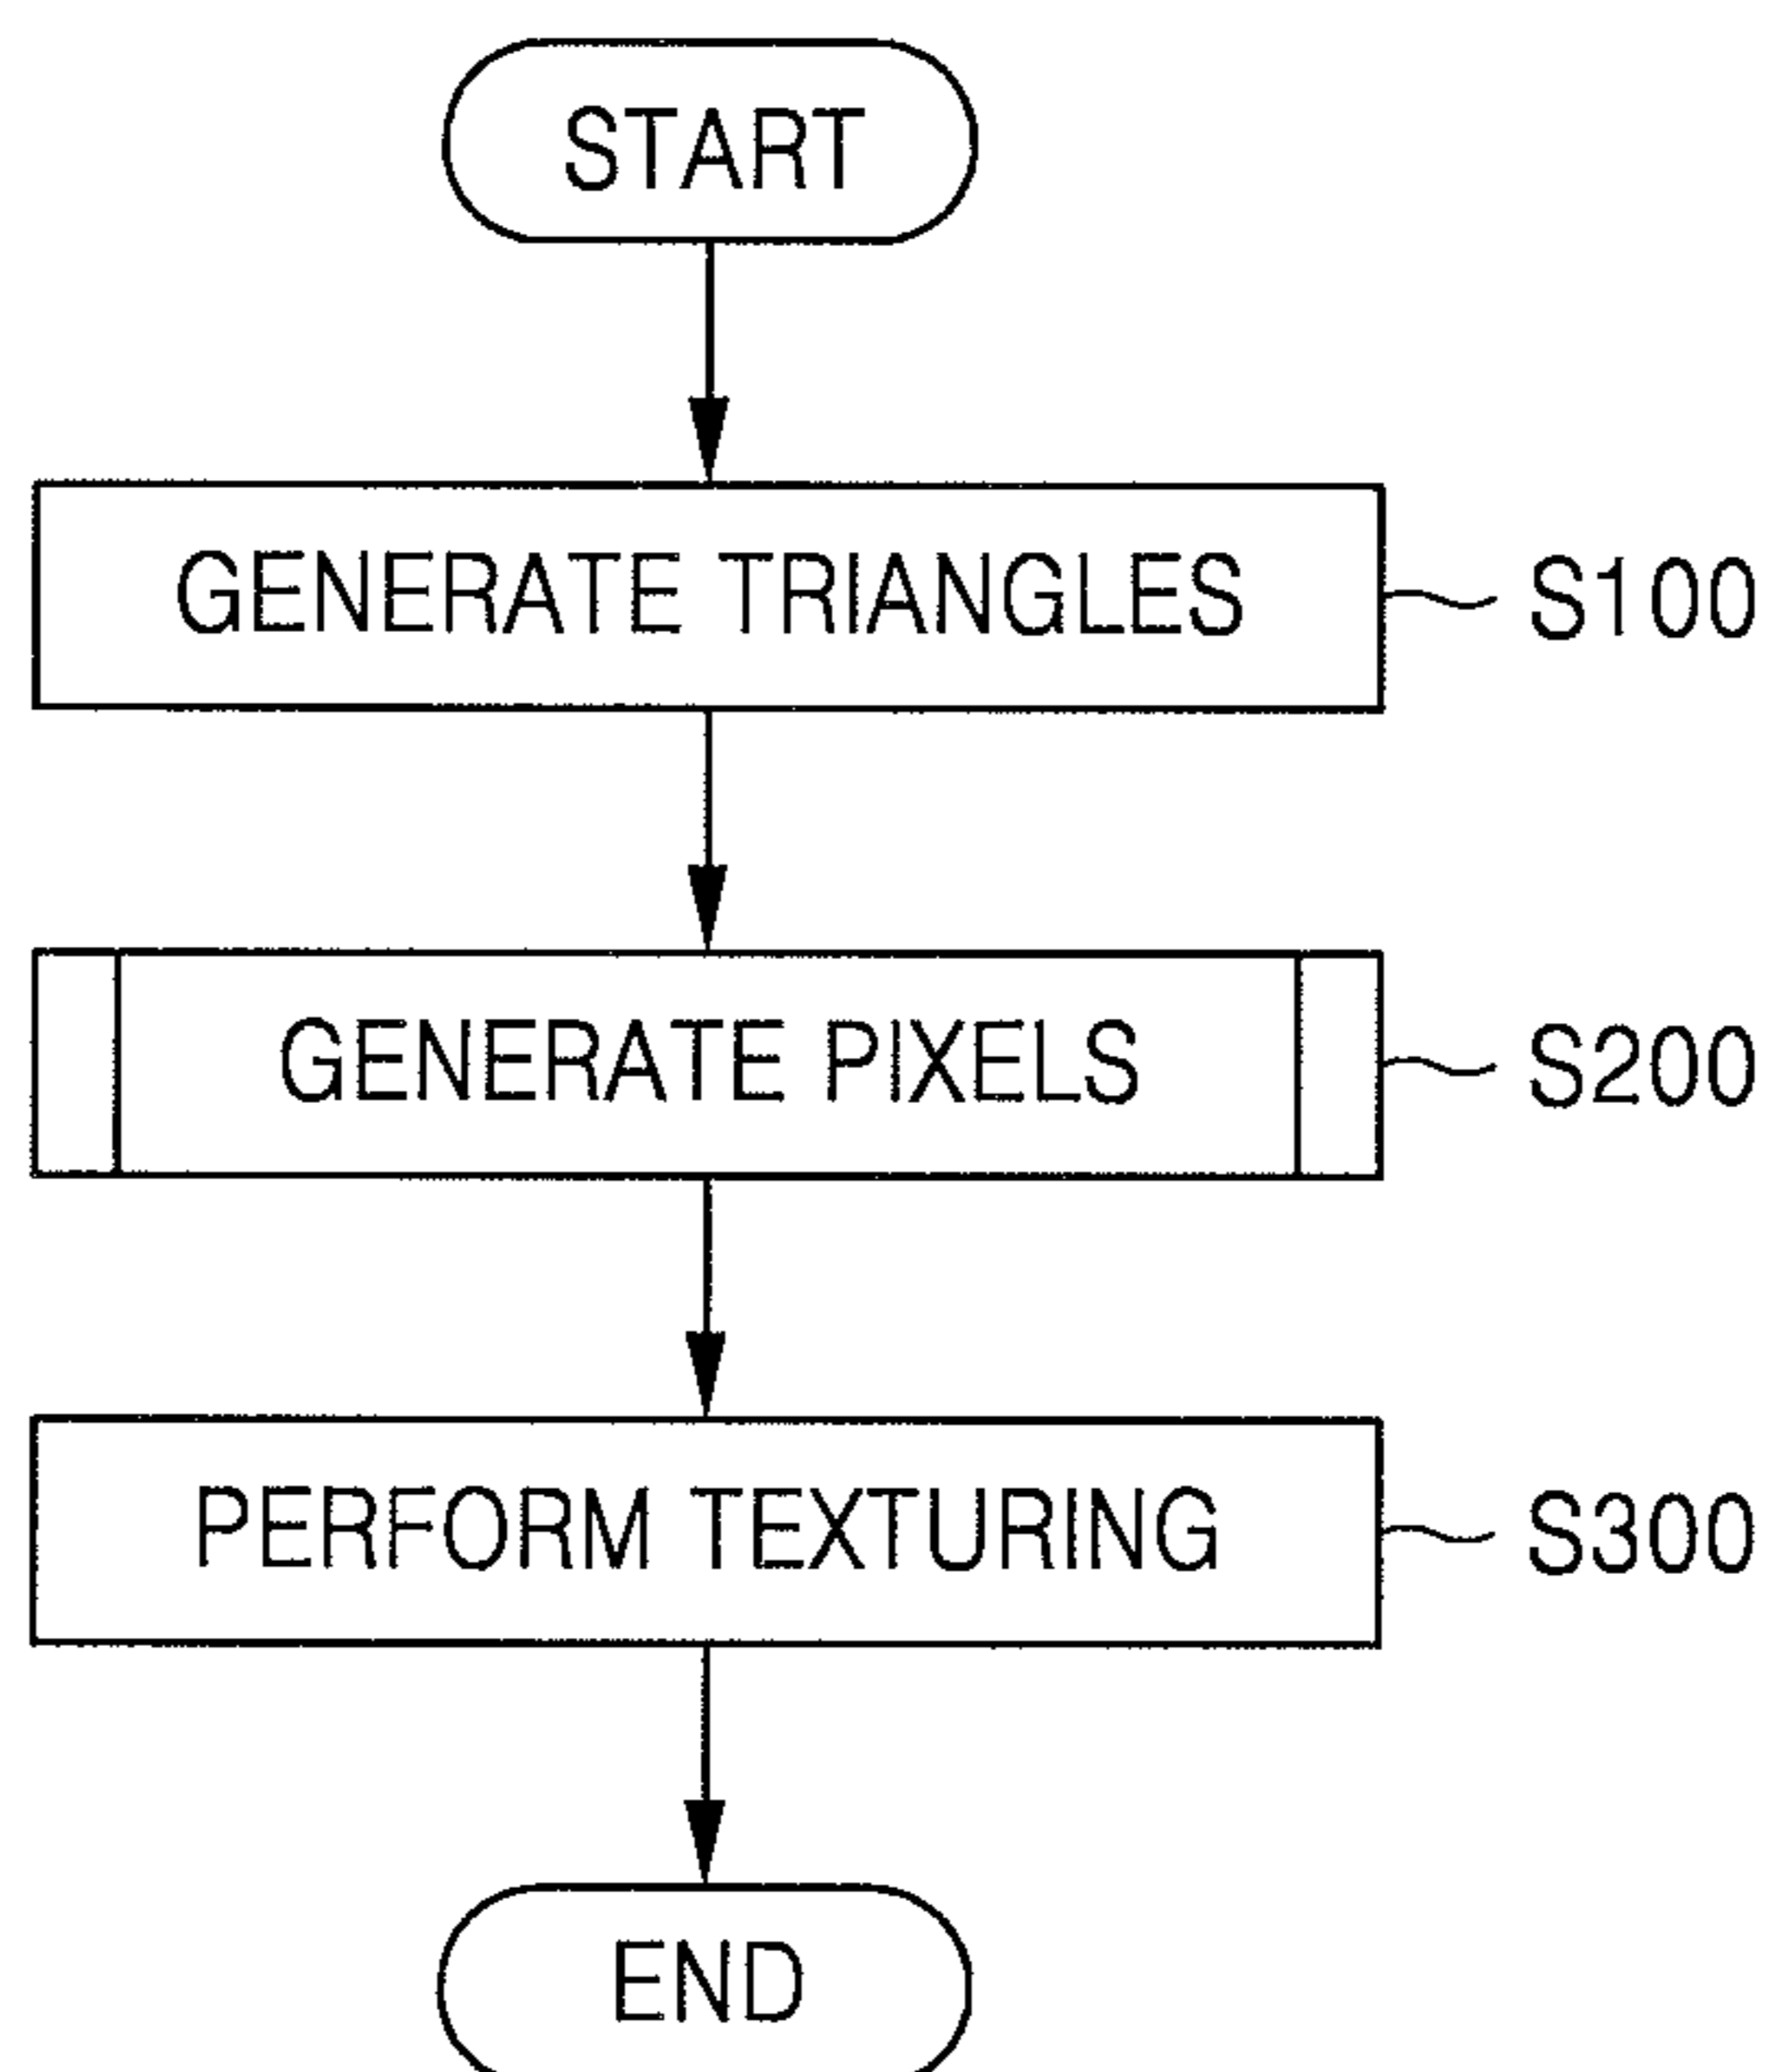 START
GENERATE TRIANGLES
S100
GENERATE PIXELS
S200
PERFORM TEXTURING
S300
END